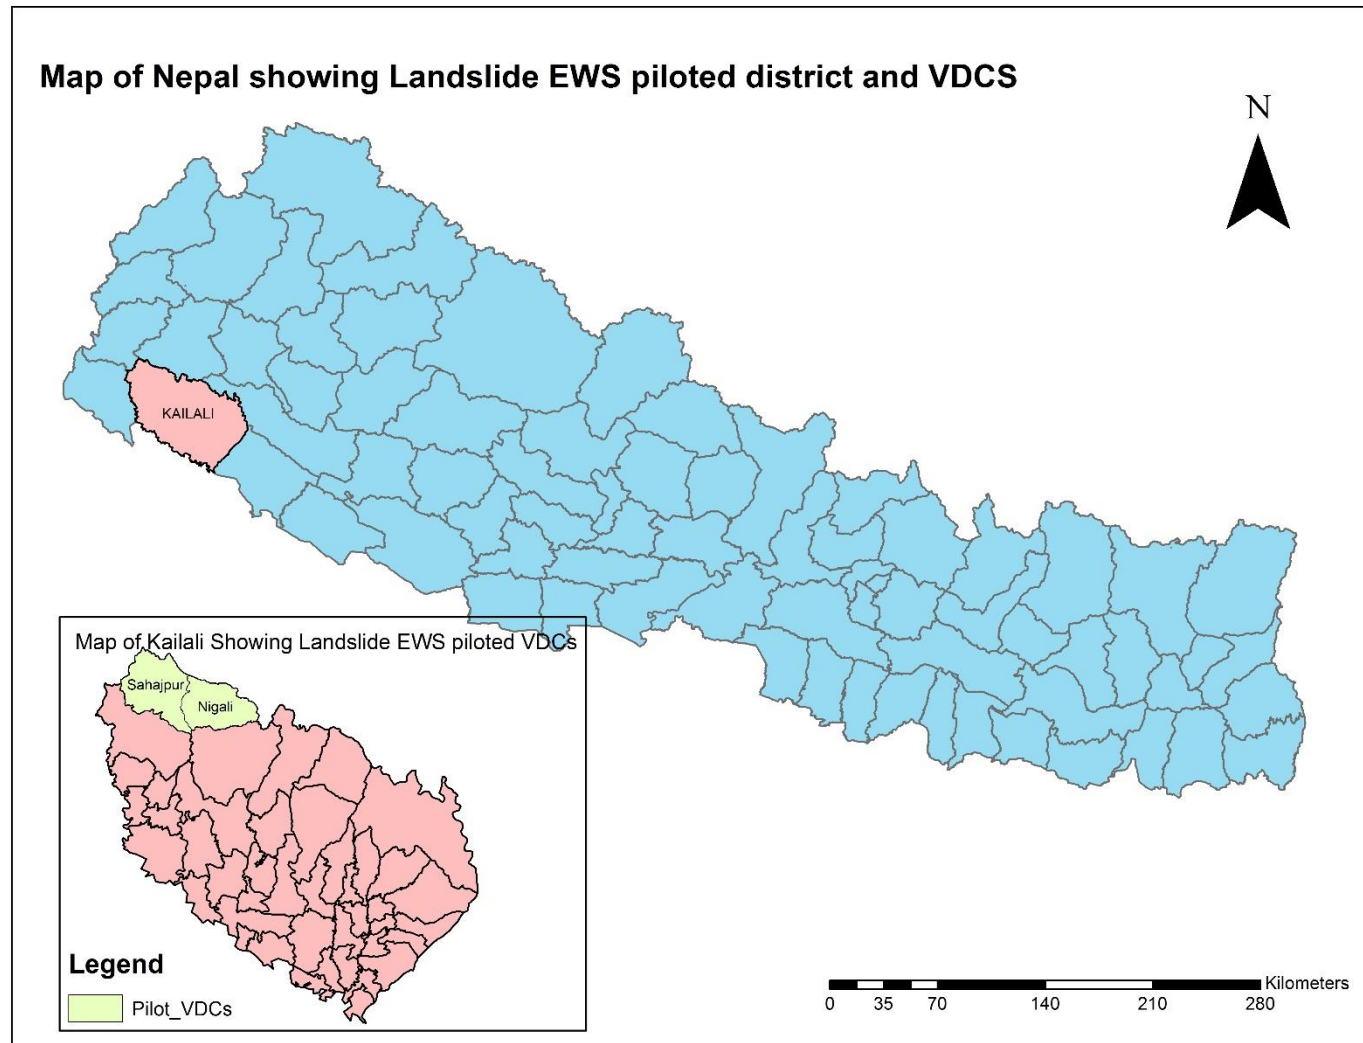 Map of Nepal showing Landslide EWS piloted district and VDCS
N
KAILALI
Map of Kailali Showing Landslide EWS piloted VDCs
Sahajpur
Nigali
Legend
Pilot_VDCs
Kilometers
0 35 70 140 210 280